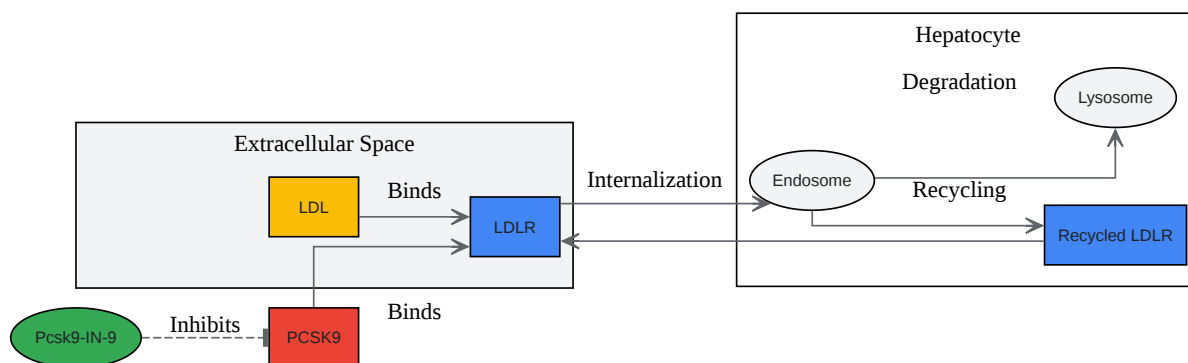 Hepatocyte
Degradation
Lysosome
Extracellular Space
Endosome
Internalization
Binds
Recycling
LDL
LDLR
Recycled LDLR
Binds
Inhibits
Pcsk9-IN-9
PCSK9